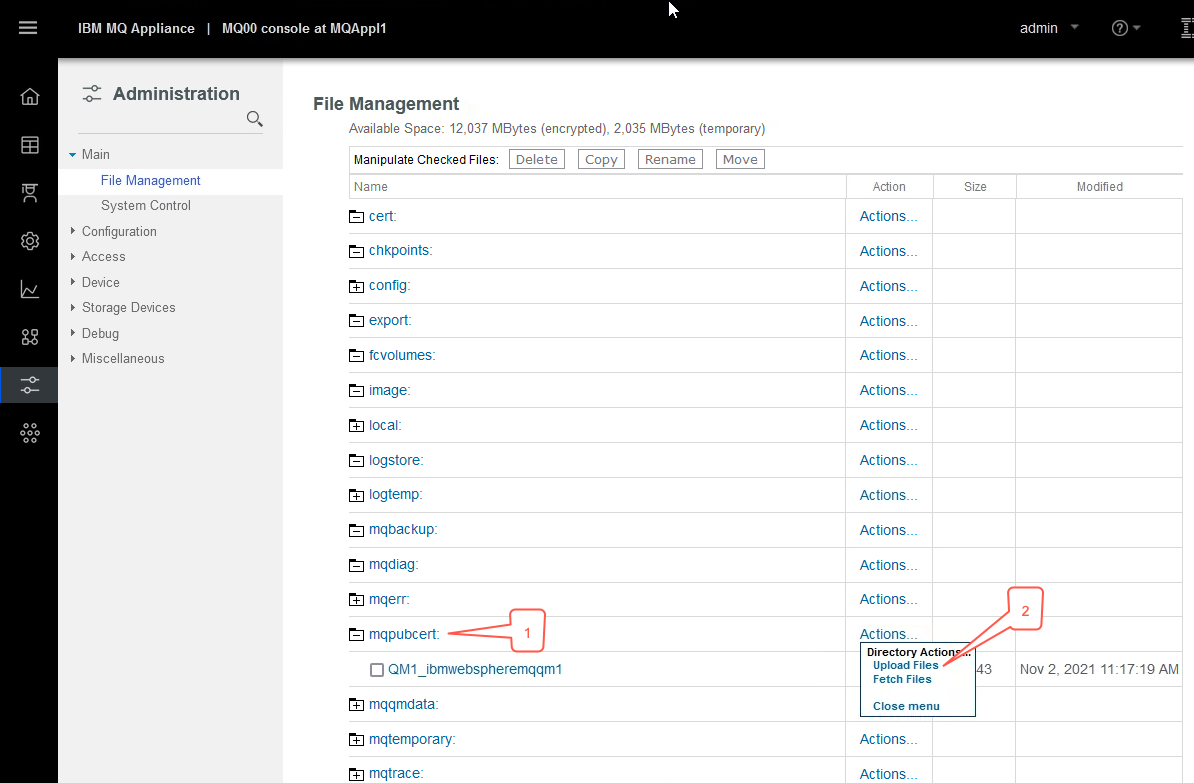 IBM MQ Appliance | MQ00 console at MQAppl1
admin
?
Administration
Main
File Management
System Control
Configuration
Access
Device
Storage Devices
Debug
Miscellaneous
File Management
Available Space: 12,037 MBytes (encrypted), 2,035 MBytes (temporary)
Manipulate Checked Files: Delete Copy Rename Move
Name Action Size Modified
cert: Actions...
chkpoints: Actions...
config: Actions...
export: Actions...
fcvolumes: Actions...
image: Actions...
local: Actions...
logstore: Actions...
logtemp: Actions...
mqbackup: Actions...
mqdiag: Actions...
mqerr: Actions...
mqpubcert: 1 Actions... 2
Directory Actions...
Upload Files
Fetch Files
Close menu
QM1_ibmwebspheremqqm1 43 Nov 2, 2021 11:17:19 AM
mqqmdata:
mqtemporary: Actions...
mqtrace: Actions...